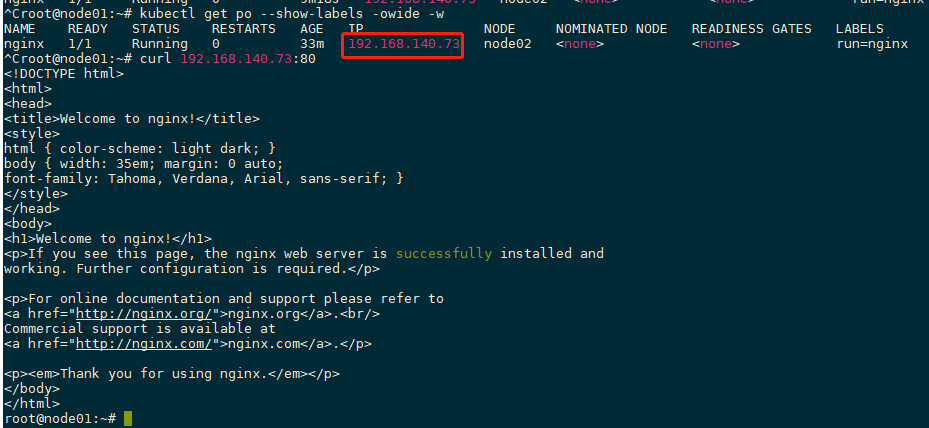 ^Croot@node01:~# kubectl get po --show-labels -owide -w
NAME READY STATUS RESTARTS AGE IP NODE NOMINATED NODE READINESS GATES LABELS
nginx 1/1 Running 0 33m 192.168.140.73 node02 <none> <none> run=nginx
^Croot@node01:~# curl 192.168.140.73:80
<!DOCTYPE html>
<html>
<head>
<title>Welcome to nginx!</title>
<style>
html { color-scheme: light dark; }
body { width: 35em; margin: 0 auto;
font-family: Tahoma, Verdana, Arial, sans-serif; }
</style>
</head>
<body>
<h1>Welcome to nginx!</h1>
<p>If you see this page, the nginx web server is successfully installed and
working. Further configuration is required.</p>
<p>For online documentation and support please refer to
<a href="http://nginx.org/">nginx.org</a>.<br/>
Commercial support is available at
<a href="http://nginx.com/">nginx.com</a>.</p>
<p><em>Thank you for using nginx.</em></p>
</body>
</html>
root@node01:~#